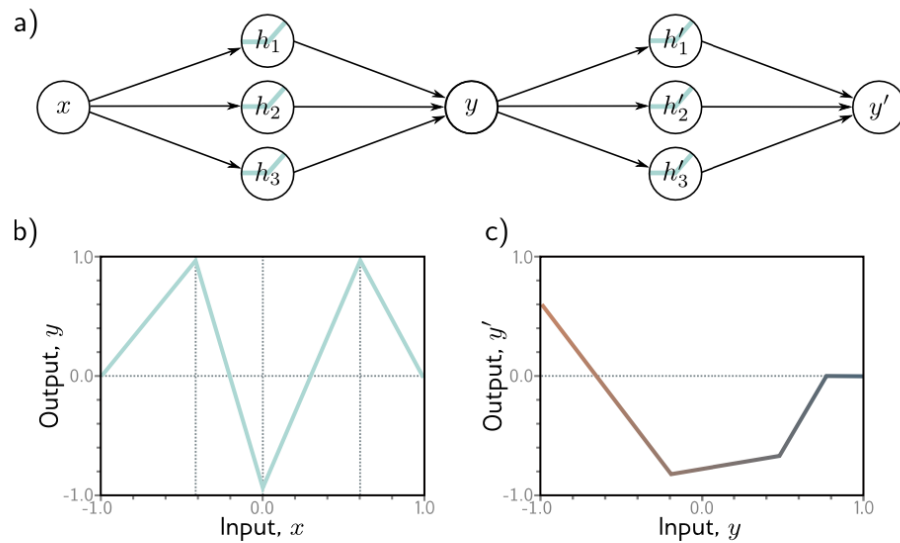 a)
h₁ h′₁
x h₂ y h′₂ y′
h₃ h′₃
b) c)
1.0 1.0
Output, y Output, y′
0.0 0.0
-1.0 -1.0
-1.0 0.0 1.0 -1.0 0.0 1.0
Input, x Input, y